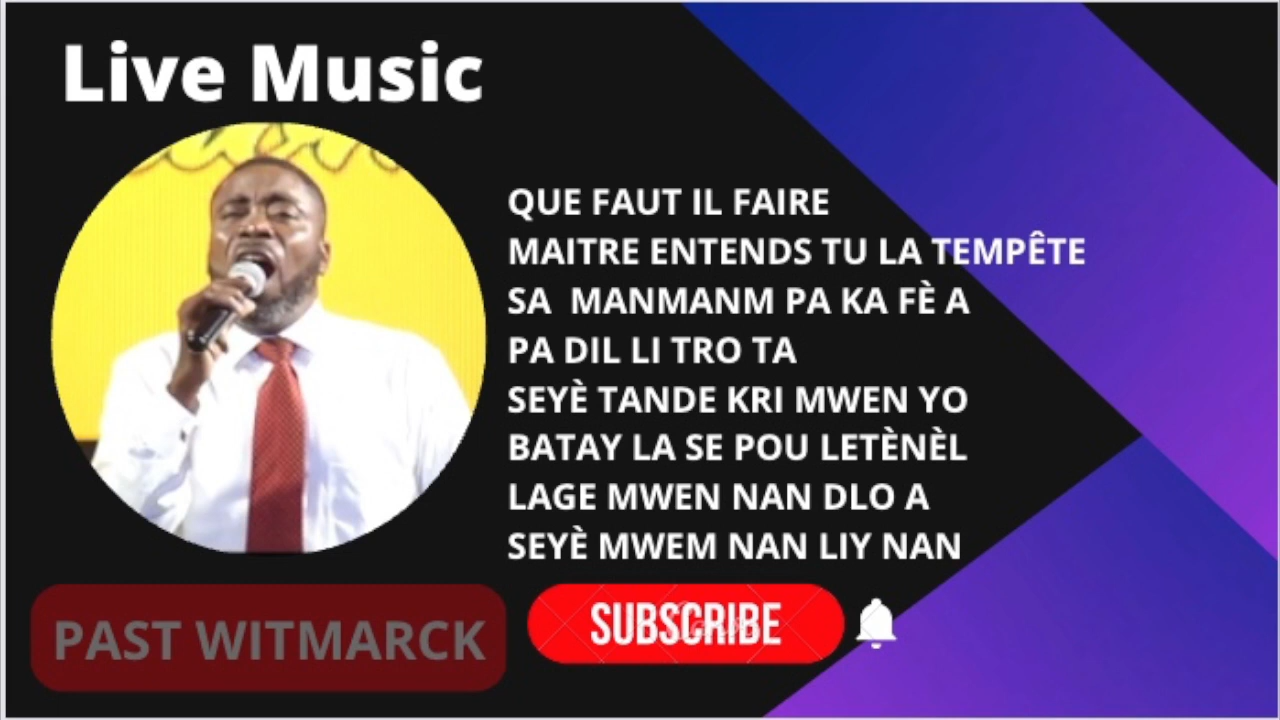 Live Music
QUE FAUT IL FAIRE
MAITRE ENTENDS TU LA TEMPÊTE
SA MANMANM PA KA FÈ A
PA DIL LI TRO TA
SEYÈ TANDE KRI MWEN YO
BATAY LA SE POU LETÈNÈL
LAGE MWEN NAN DLO A
SEYÈ MWEM NAN LIY NAN
PAST WITMARCK
SUBSCRIBE